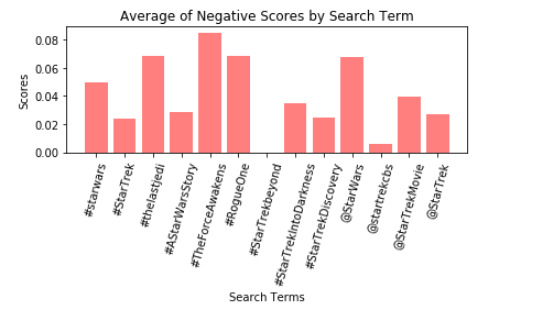 Average of Negative Scores by Search Term
Scores
0.08
0.06
0.04
0.02
0.00
#starwars
#StarTrek
#thelastjedi
#AStarWarsStory
#TheForceAwakens
#RogueOne
#StarTrekbeyond
#StarTrekIntoDarkness
#StarTrekDiscovery
@StarWars
@startrekcbs
@StarTrekMovie
@StarTrek
Search Terms